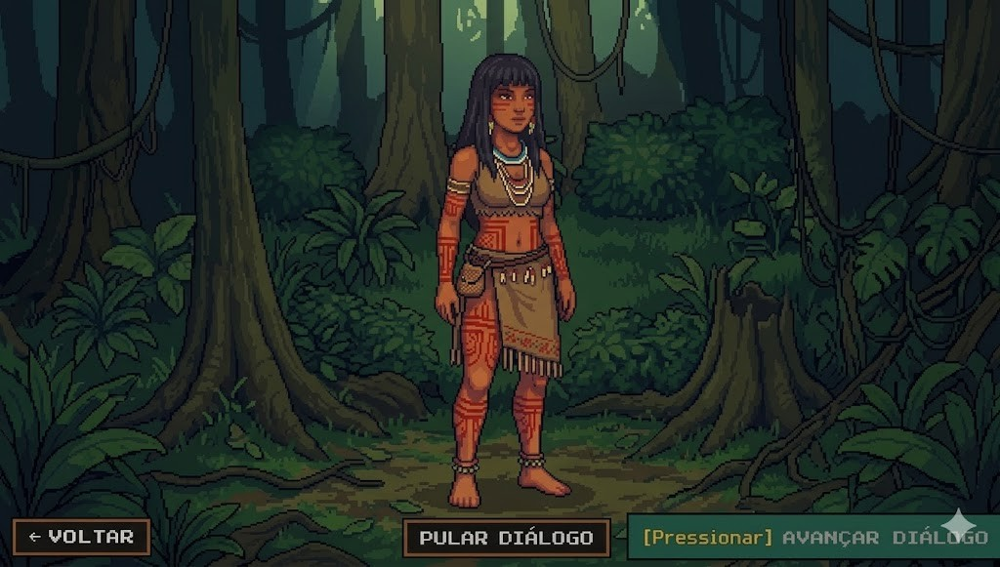 ← VOLTAR
PULAR DIÁLOGO
[Pressionar] AVANÇAR DIÁLOGO